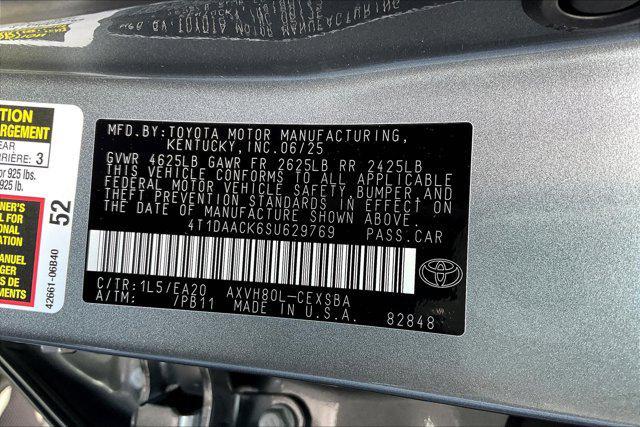 MFD.BY:TOYOTA MOTOR MANUFACTURING,
KENTUCKY,INC.06/25
GVWR 4625LB GAWR FR 2625LB RR 2425LB
THIS VEHICLE CONFORMS TO ALL APPLICABLE
FEDERAL MOTOR VEHICLE SAFETY,BUMPER,AND
THEFT PREVENTION STANDARDS IN EFFECT ON
THE DATE OF MANUFACTURE SHOWN ABOVE.
4T1DAACK6SU629769 PASS.CAR
C/TR:1L5/EA20 AXVH80L-CEXSBA
A/TM: /PB11 MADE IN U.S.A.
82848
TOYOTA
ARRIÈRE: 3
925 lbs.
925 lb.
52
42661-06B40